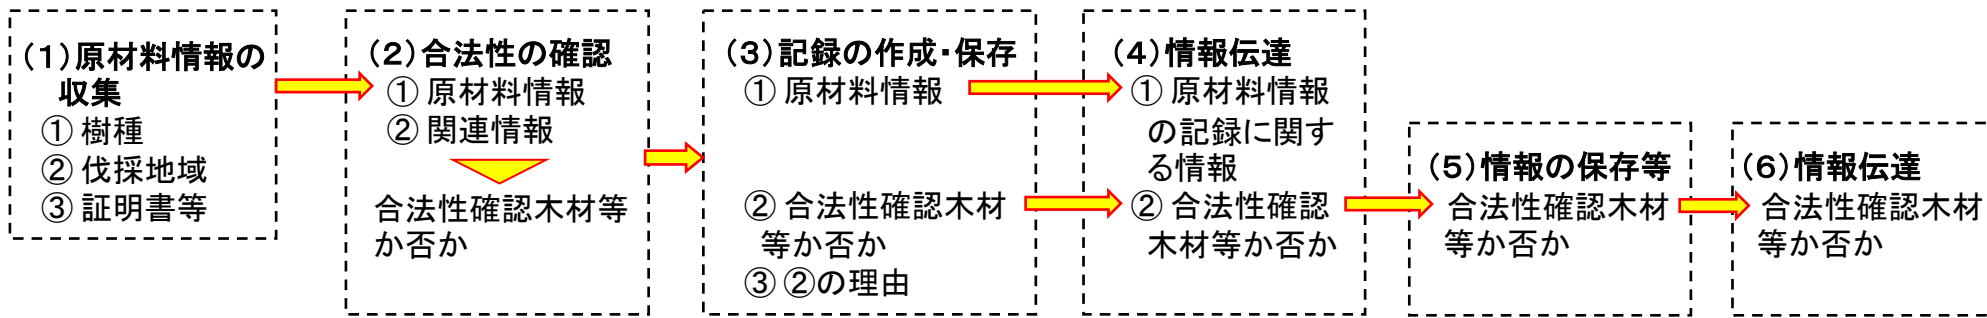 (1)原材料情報の
収集
① 樹種
② 伐採地域
③ 証明書等
(2)合法性の確認
① 原材料情報
② 関連情報
合法性確認木材等
か否か
(3)記録の作成・保存
① 原材料情報
② 合法性確認木材
等か否か
③ ②の理由
(4)情報伝達
① 原材料情報
の記録に関す
る情報
② 合法性確認
木材等か否か
(5)情報の保存等
合法性確認木材
等か否か
(6)情報伝達
合法性確認木材
等か否か